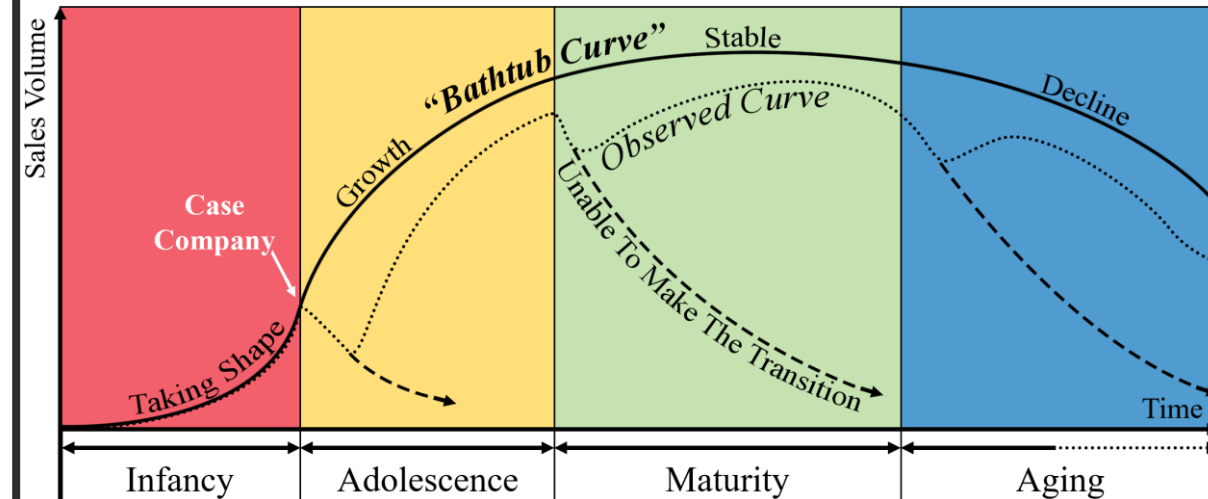 Sales Volume
“Bathtub Curve”
Stable
Decline
Growth
Observed Curve
Case
Company
Unable To Make The Transition
Taking Shape
Time
Infancy
Adolescence
Maturity
Aging